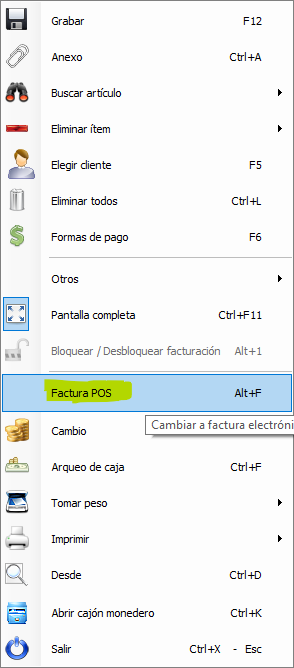 Grabar F12
Anexo Ctrl+A
Buscar artículo
Eliminar ítem
Elegir cliente F5
Eliminar todos Ctrl+L
Formas de pago F6
Otros
Pantalla completa Ctrl+F11
Bloquear / Desbloquear facturación Alt+1
Factura POS Alt+F
Cambiar a factura electróni
Cambio
Arqueo de caja Ctrl+F
Tomar peso
Imprimir
Desde Ctrl+D
Abrir cajón monedero Ctrl+K
Salir Ctrl+X - Esc